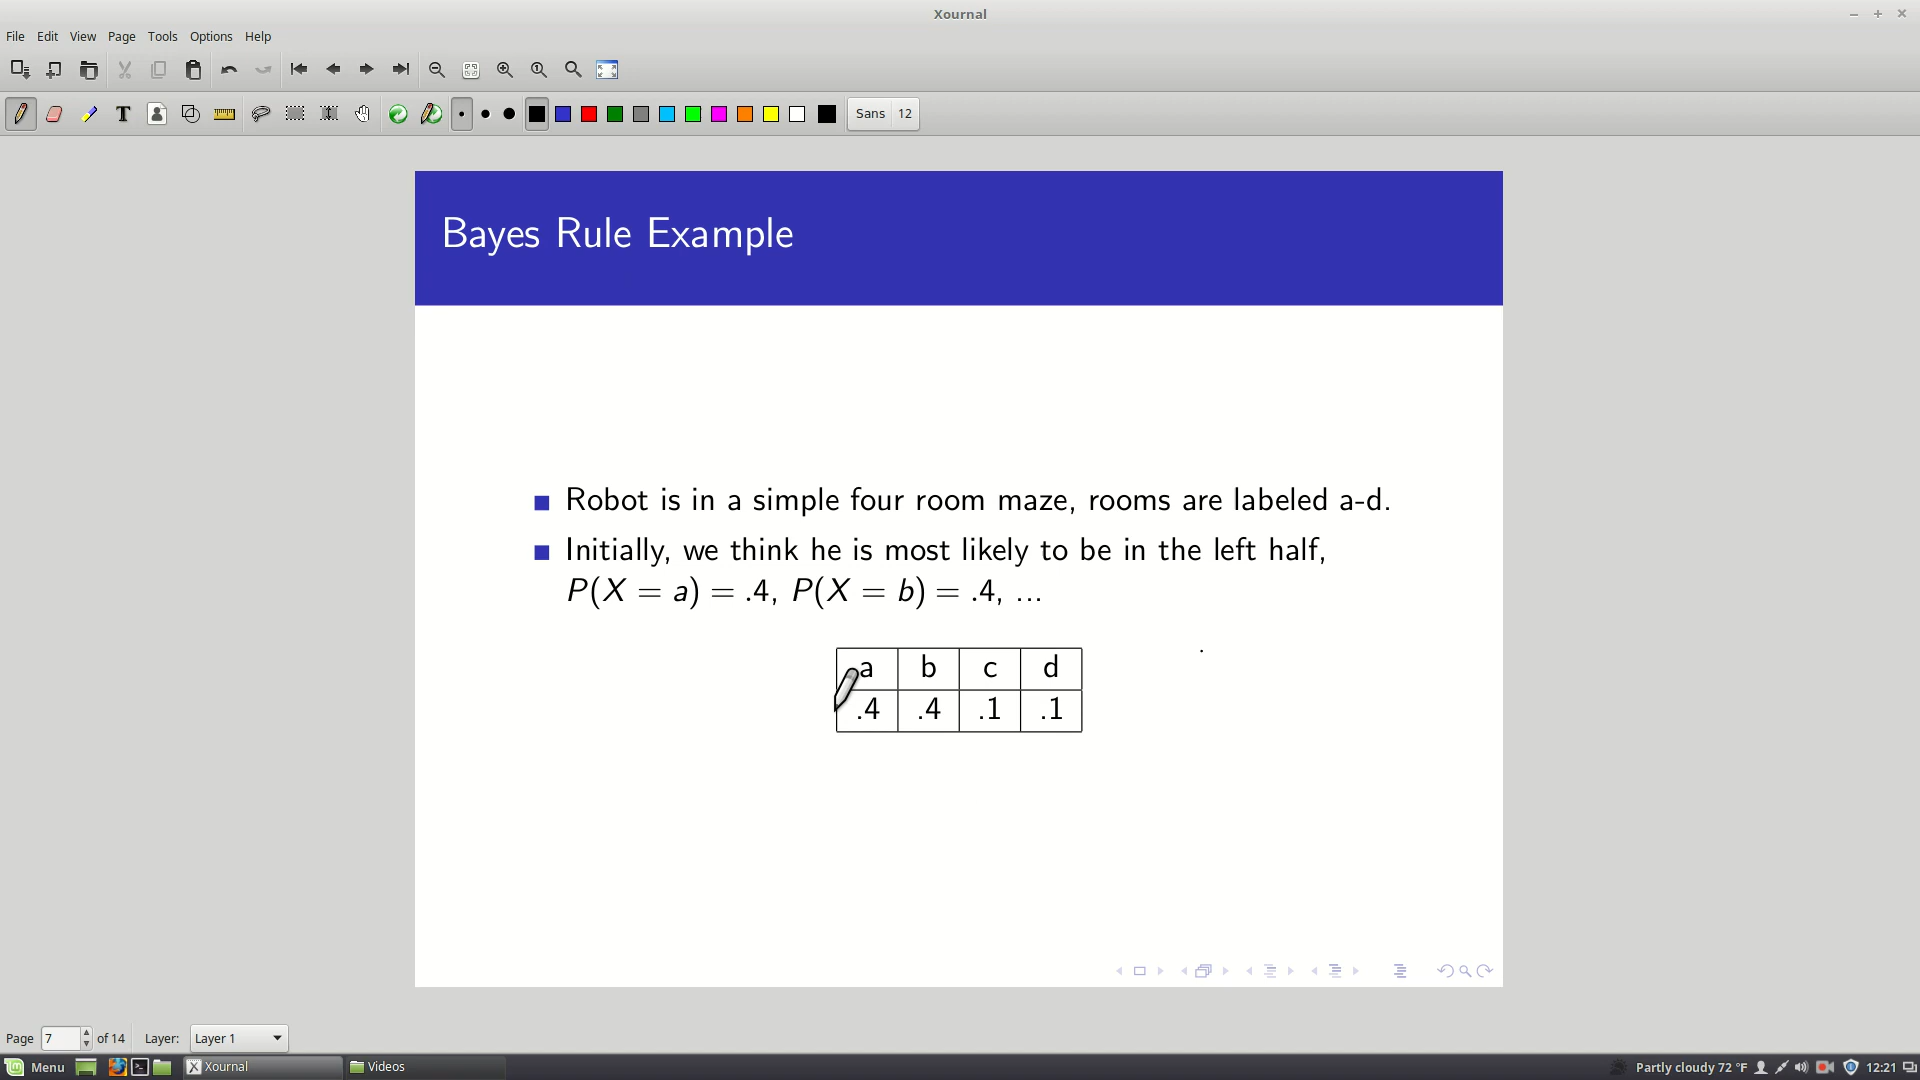 Xournal
File Edit View Page Tools Options Help
T Sans 12
Bayes Rule Example
Robot is in a simple four room maze, rooms are labeled a-d.
Initially, we think he is most likely to be in the left half,
P(X = a) = .4, P(X = b) = .4, ...
a b c d
.4 .4 .1 .1
Page 7 of 14 Layer: Layer 1
Menu Xournal Videos Partly cloudy 72 °F 12:21